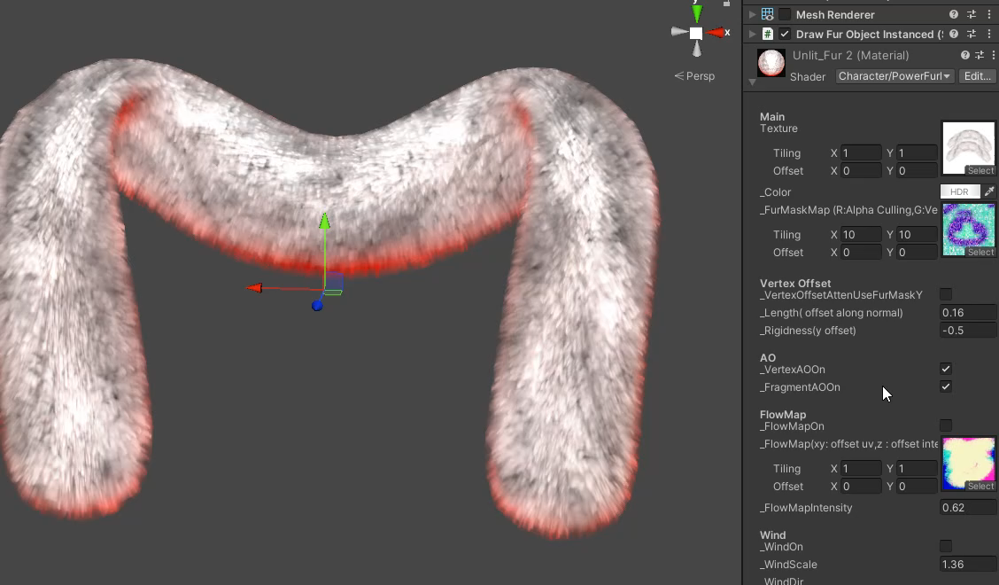 y
x
Persp
Mesh Renderer
Draw Fur Object Instanced (
Unlit_Fur 2 (Material)
Shader Character/PowerFurl Edit...
Main
Texture
Tiling X 1 Y 1
Offset X 0 Y 0
Select
_Color HDR
_FurMaskMap (R:Alpha Culling,G:Ve
Tiling X 10 Y 10
Offset X 0 Y 0
Select
Vertex Offset
_VertexOffsetAttenUseFurMaskY
_Length( offset along normal) 0.16
_Rigidness(y offset) -0.5
AO
_VertexAOOn
_FragmentAOOn
FlowMap
_FlowMapOn
_FlowMap(xy: offset uv,z : offset inte
Tiling X 1 Y 1
Offset X 0 Y 0
Select
_FlowMapIntensity 0.62
Wind
_WindOn
_WindScale 1.36
_WindDir